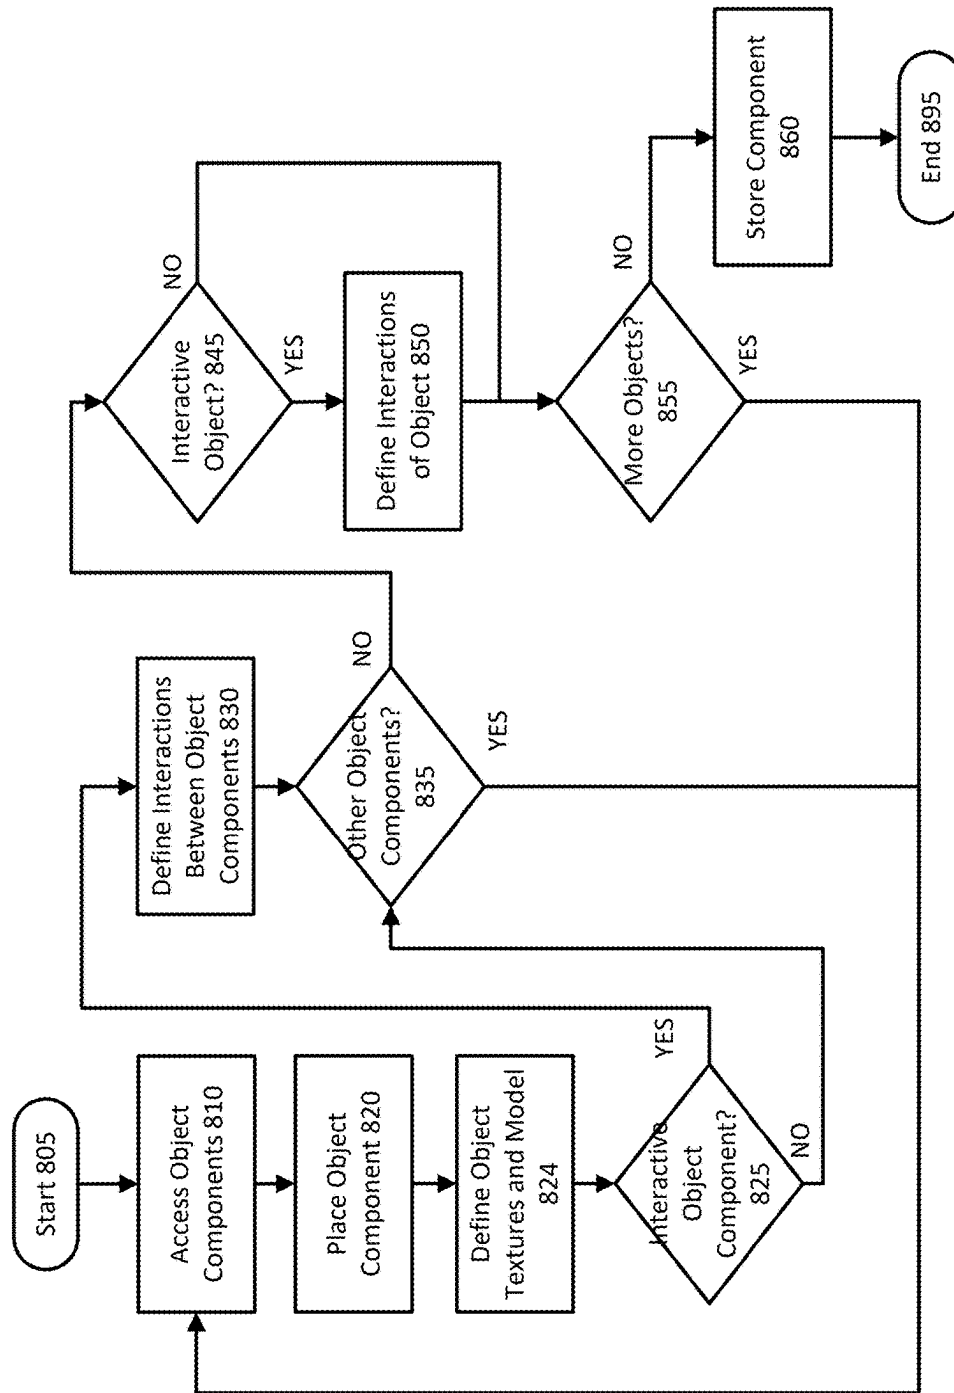 Start 805
Access Object
Components 810
Place Object
Component 820
Define Object
Textures and Model
824
Interactive
Object
Component?
825
YES
NO
Define Interactions
Between Object
Components 830
Other Object
Components?
835
NO
YES
Interactive
Object? 845
NO
YES
Define Interactions
of Object 850
More Objects?
855
NO
YES
Store Component
860
End 895